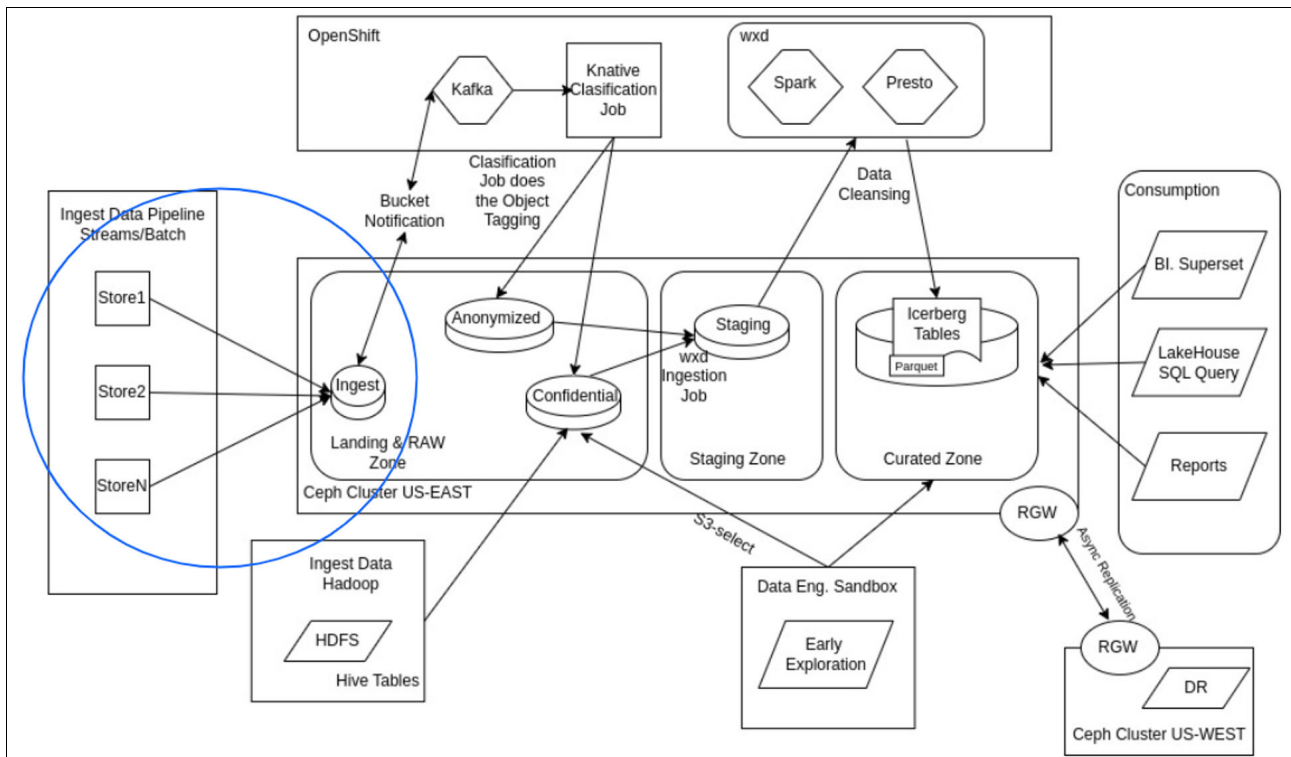 OpenShift
Kafka
Knative
Clasification
Job
wxd
Spark
Presto
Clasification
Job does
the Object
Tagging
Bucket
Notification
Data
Cleansing
Ingest Data Pipeline
Streams/Batch
Store1
Store2
StoreN
Ingest
Landing & RAW
Zone
Anonymized
Confidential
Ceph Cluster US-EAST
Staging
wxd
Ingestion
Job
Staging Zone
Icerberg
Tables
Parquet
Curated Zone
Consumption
BI. Superset
LakeHouse
SQL Query
Reports
RGW
Async Replication
S3-select
Ingest Data
Hadoop
HDFS
Hive Tables
Data Eng. Sandbox
Early
Exploration
RGW
DR
Ceph Cluster US-WEST